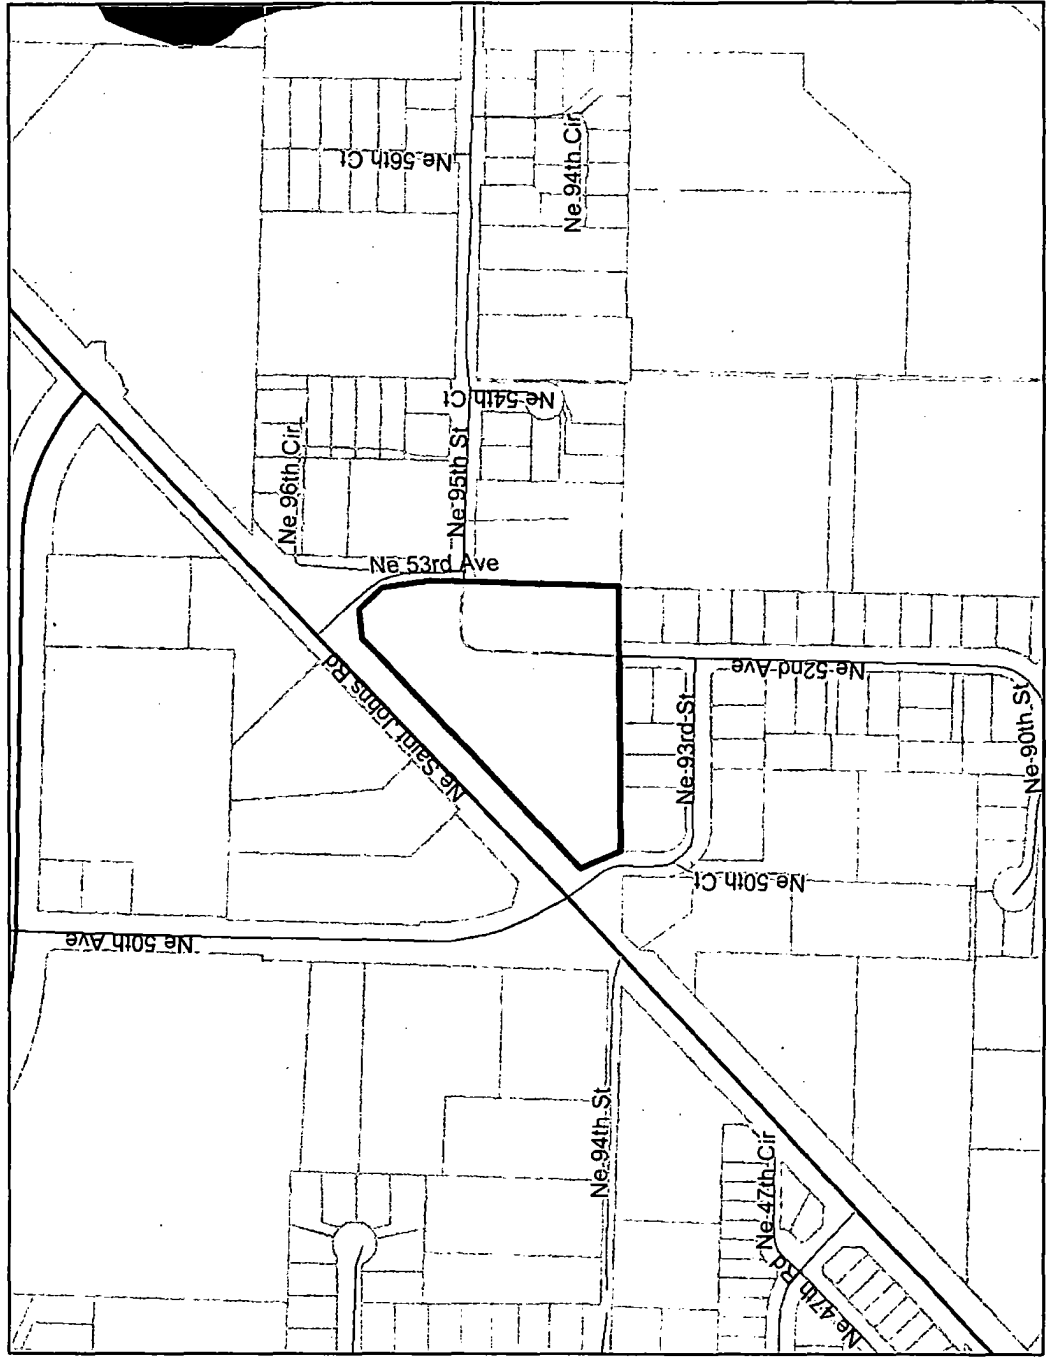 Ne 56th Ct
Ne 94th Cir
Ne 54th Ct
Ne 96th Cir
Ne 95th St
Ne 53rd Ave
Ne Saint Johns Rd
Ne 52nd Ave
Ne 93rd St
Ne 90th St
Ne 50th Ct
Ne 50th Ave
Ne 94th St
Ne 47th Cir
Ne 47th Rd